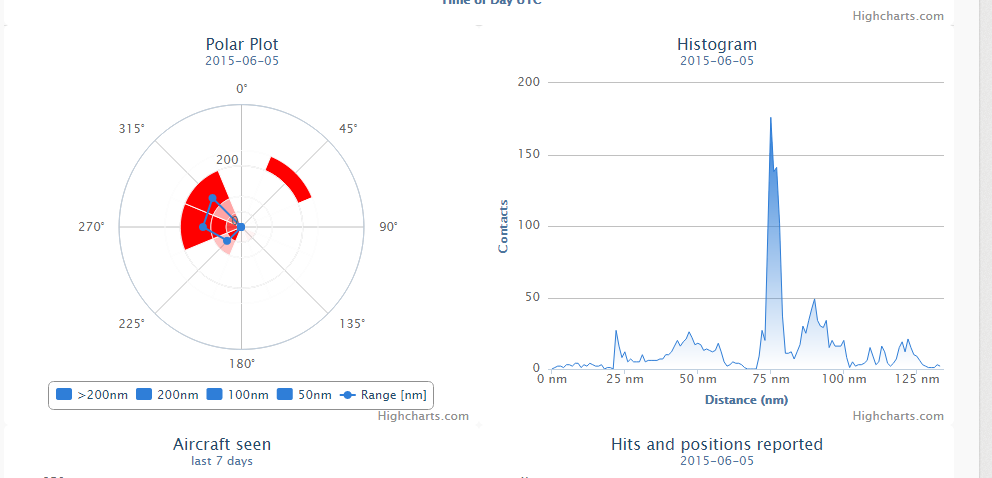 Time of Day UTC
Highcharts.com
Polar Plot
2015-06-05
0°
45°
90°
135°
180°
225°
270°
315°
200
>200nm 200nm 100nm 50nm Range [nm]
Highcharts.com
Histogram
2015-06-05
Contacts
200
150
100
50
0
0 nm 25 nm 50 nm 75 nm 100 nm 125 nm
Distance (nm)
Highcharts.com
Aircraft seen
last 7 days
Hits and positions reported
2015-06-05